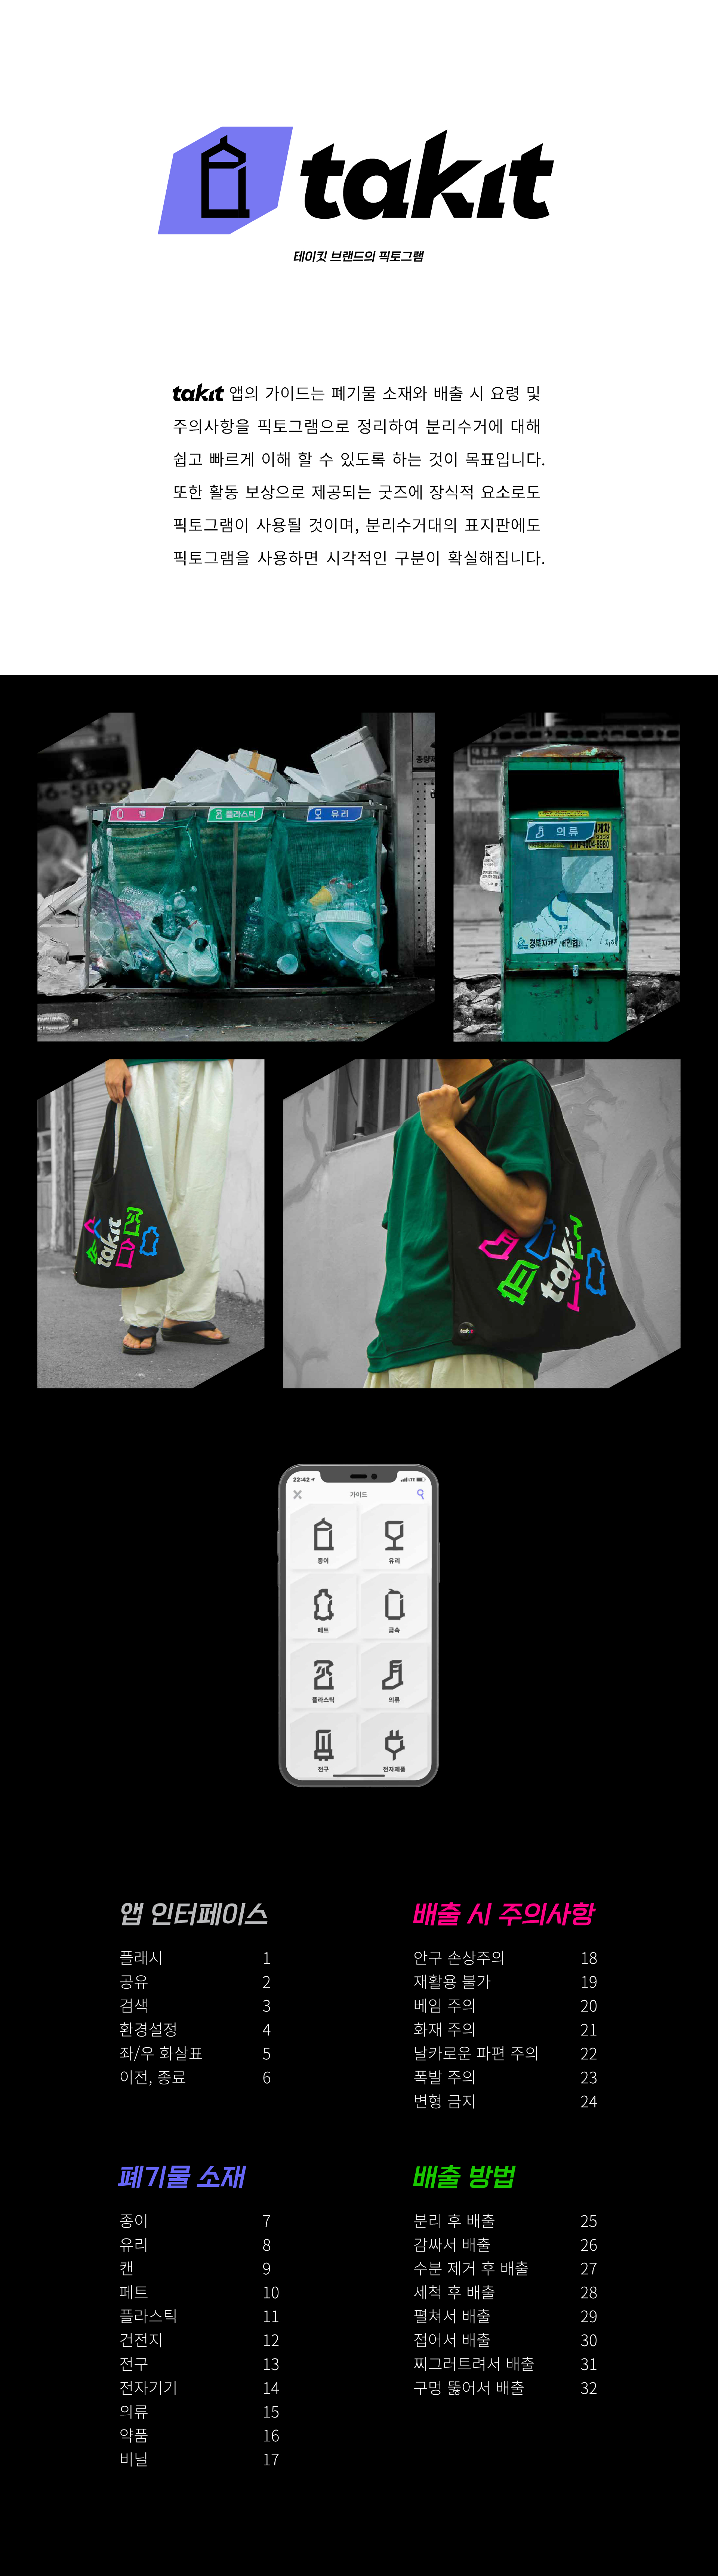 takit
테이킷 브랜드의 픽토그램
takit 앱의 가이드는 폐기물 소재와 배출 시 요령 및
주의사항을 픽토그램으로 정리하여 분리수거에 대해
쉽고 빠르게 이해 할 수 있도록 하는 것이 목표입니다.
또한 활동 보상으로 제공되는 굿즈에 장식적 요소로도
픽토그램이 사용될 것이며, 분리수거대의 표지판에도
픽토그램을 사용하면 시각적인 구분이 확실해집니다.
캔
플라스틱
유리
의류
takit
22:42
LTE
가이드
종이
유리
페트
금속
플라스틱
의류
전구
전자제품
앱 인터페이스
플래시 1
공유 2
검색 3
환경설정 4
좌/우 화살표 5
이전, 종료 6
배출 시 주의사항
안구 손상주의 18
재활용 불가 19
베임 주의 20
화재 주의 21
날카로운 파편 주의 22
폭발 주의 23
변형 금지 24
폐기물 소재
종이 7
유리 8
캔 9
페트 10
플라스틱 11
건전지 12
전구 13
전자기기 14
의류 15
약품 16
비닐 17
배출 방법
분리 후 배출 25
감싸서 배출 26
수분 제거 후 배출 27
세척 후 배출 28
펼쳐서 배출 29
접어서 배출 30
찌그러트려서 배출 31
구멍 뚫어서 배출 32